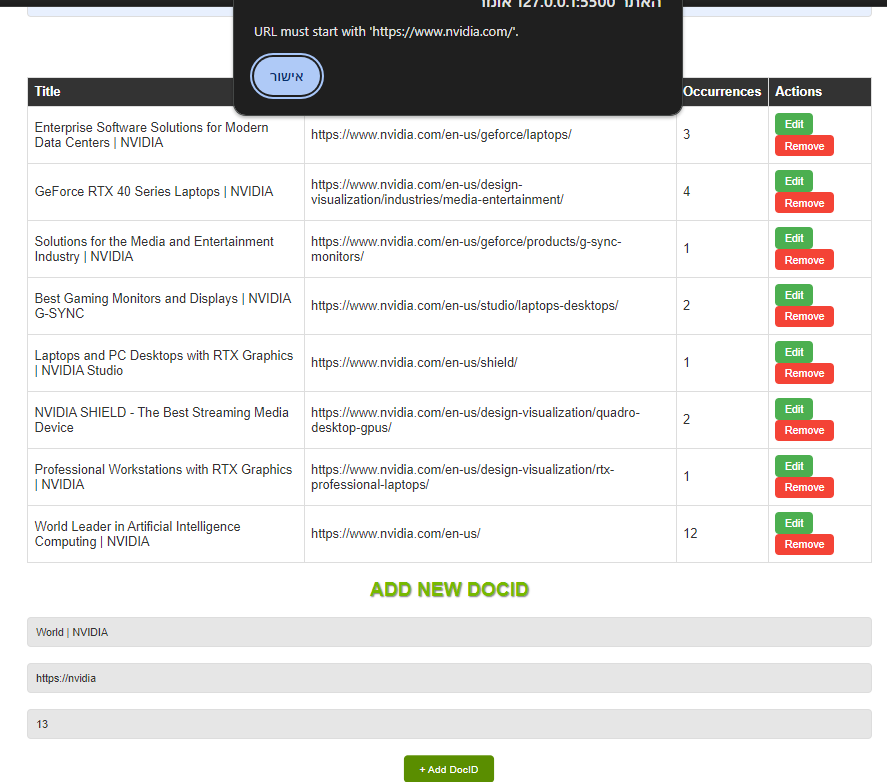 האתר 127.0.0.1:5500 אומר
URL must start with 'https://www.nvidia.com/'.
אישור
Title Occurrences Actions
Enterprise Software Solutions for Modern
Data Centers | NVIDIA
https://www.nvidia.com/en-us/geforce/laptops/
3
Edit
Remove
GeForce RTX 40 Series Laptops | NVIDIA
https://www.nvidia.com/en-us/design-
visualization/industries/media-entertainment/
4
Edit
Remove
Solutions for the Media and Entertainment
Industry | NVIDIA
https://www.nvidia.com/en-us/geforce/products/g-sync-
monitors/
1
Edit
Remove
Best Gaming Monitors and Displays | NVIDIA
G-SYNC
https://www.nvidia.com/en-us/studio/laptops-desktops/
2
Edit
Remove
Laptops and PC Desktops with RTX Graphics
| NVIDIA Studio
https://www.nvidia.com/en-us/shield/
1
Edit
Remove
NVIDIA SHIELD - The Best Streaming Media
Device
https://www.nvidia.com/en-us/design-visualization/quadro-
desktop-gpus/
2
Edit
Remove
Professional Workstations with RTX Graphics
| NVIDIA
https://www.nvidia.com/en-us/design-visualization/rtx-
professional-laptops/
1
Edit
Remove
World Leader in Artificial Intelligence
Computing | NVIDIA
https://www.nvidia.com/en-us/
12
Edit
Remove
ADD NEW DOCID
World | NVIDIA
https://nvidia
13
+ Add DocID